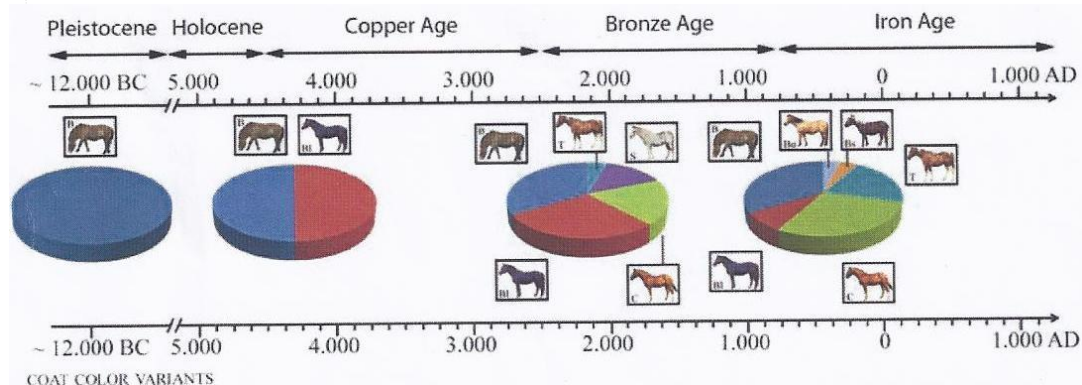 Pleistocene Holocene Copper Age Bronze Age Iron Age
~ 12.000 BC 5.000 4.000 3.000 2.000 1.000 0 1.000 AD
B B Bl B T S B Bs T
Bl C Bl C
~ 12.000 BC 5.000 4.000 3.000 2.000 1.000 0 1.000 AD
COAT COLOR VARIANTS